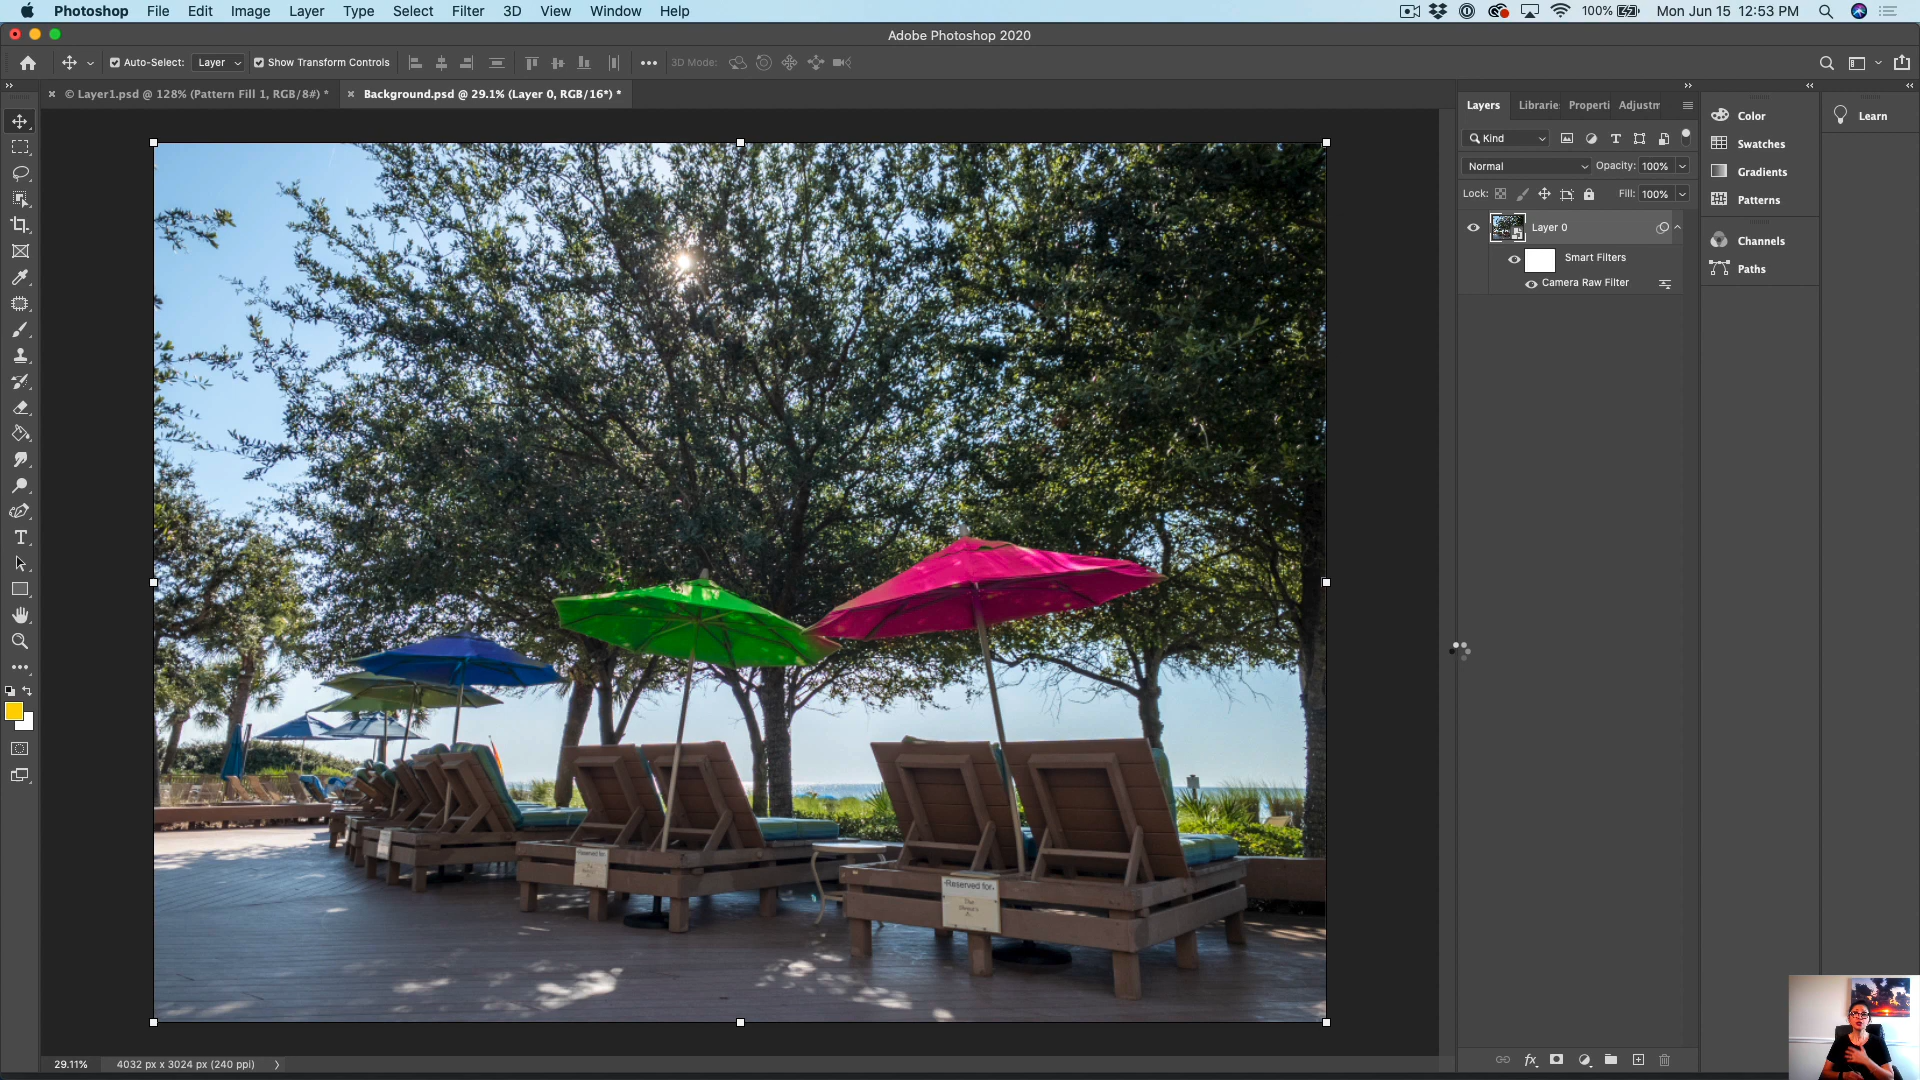 Photoshop File Edit Image Layer Type Select Filter 3D View Window Help 100% Mon Jun 15 12:53 PM
Adobe Photoshop 2020
Auto-Select: Layer Show Transform Controls 3D Mode:
© Layer1.psd @ 128% (Pattern Fill 1, RGB/8#) * Background.psd @ 29.1% (Layer 0, RGB/16*) *
Layers Librarie Properti Adjustm
Kind
Normal Opacity: 100%
Lock: Fill: 100%
Layer 0
Smart Filters
Camera Raw Filter
Color
Swatches
Gradients
Patterns
Channels
Paths
Learn
Reserved for.
Reserved for.
29.11% 4032 px x 3024 px (240 ppi)